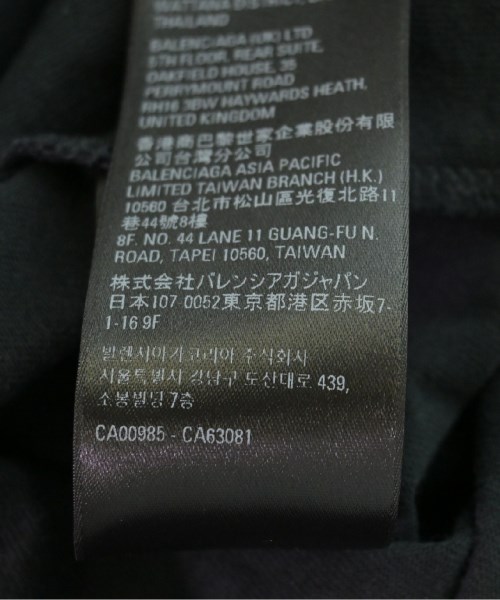 WATTANA DISTRICT,
THAILAND
BALENCIAGA (UK) LTD
5TH FLOOR, REAR SUITE,
OAKFIELD HOUSE, 35
PERRYMOUNT ROAD
RH16 3BW HAYWARDS HEATH,
UNITED KINGDOM
香港商巴黎世家企業股份有限
公司台灣分公司
BALENCIAGA ASIA PACIFIC
LIMITED TAIWAN BRANCH (H.K.)
10560 台北市松山區光復北路11
巷44號8樓
8F. NO. 44 LANE 11 GUANG-FU N.
ROAD, TAPEI 10560, TAIWAN
株式会社バレンシアガジャパン
日本107-0052東京都港区赤坂7-
1-16 9F
발렌시아가코리아 주식회사
서울특별시 강남구 도산대로 439,
소봉빌딩 7층
CA00985 - CA63081